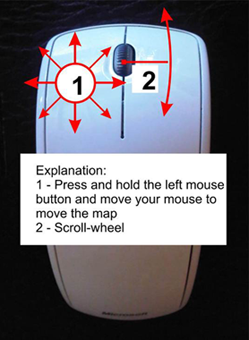 1
2
Explanation:
1 - Press and hold the left mouse
button and move your mouse to
move the map
2 - Scroll-wheel